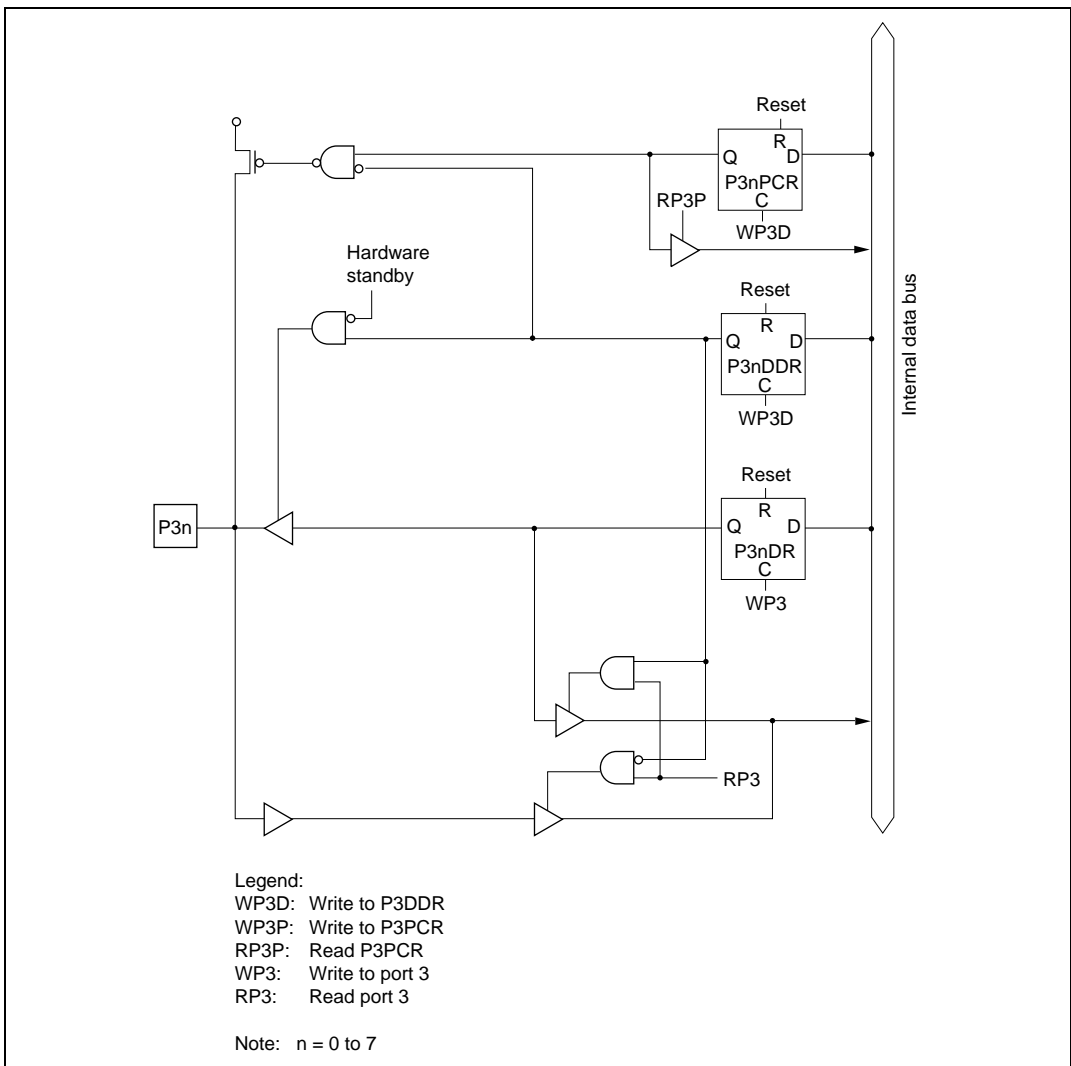 Reset
R
Q D
P3nPCR
C
WP3D
RP3P
Hardware
standby
Reset
R
Q D
P3nDDR
C
WP3D
Internal data bus
Reset
R
P3n
Q D
P3nDR
C
WP3
RP3
Legend:
WP3D: Write to P3DDR
WP3P: Write to P3PCR
RP3P: Read P3PCR
WP3: Write to port 3
RP3: Read port 3
Note: n = 0 to 7